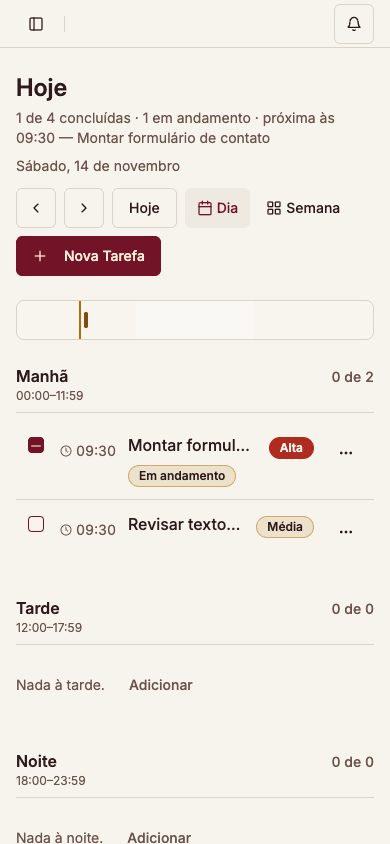 Hoje
1 de 4 concluídas · 1 em andamento · próxima às
09:30 — Montar formulário de contato
Sábado, 14 de novembro
Hoje
Dia
Semana
Nova Tarefa
Manhã
0 de 2
00:00–11:59
09:30
Montar formul...
Alta
...
Em andamento
09:30
Revisar texto...
Média
...
Tarde
0 de 0
12:00–17:59
Nada à tarde.
Adicionar
Noite
0 de 0
18:00–23:59
Nada à noite.
Adicionar